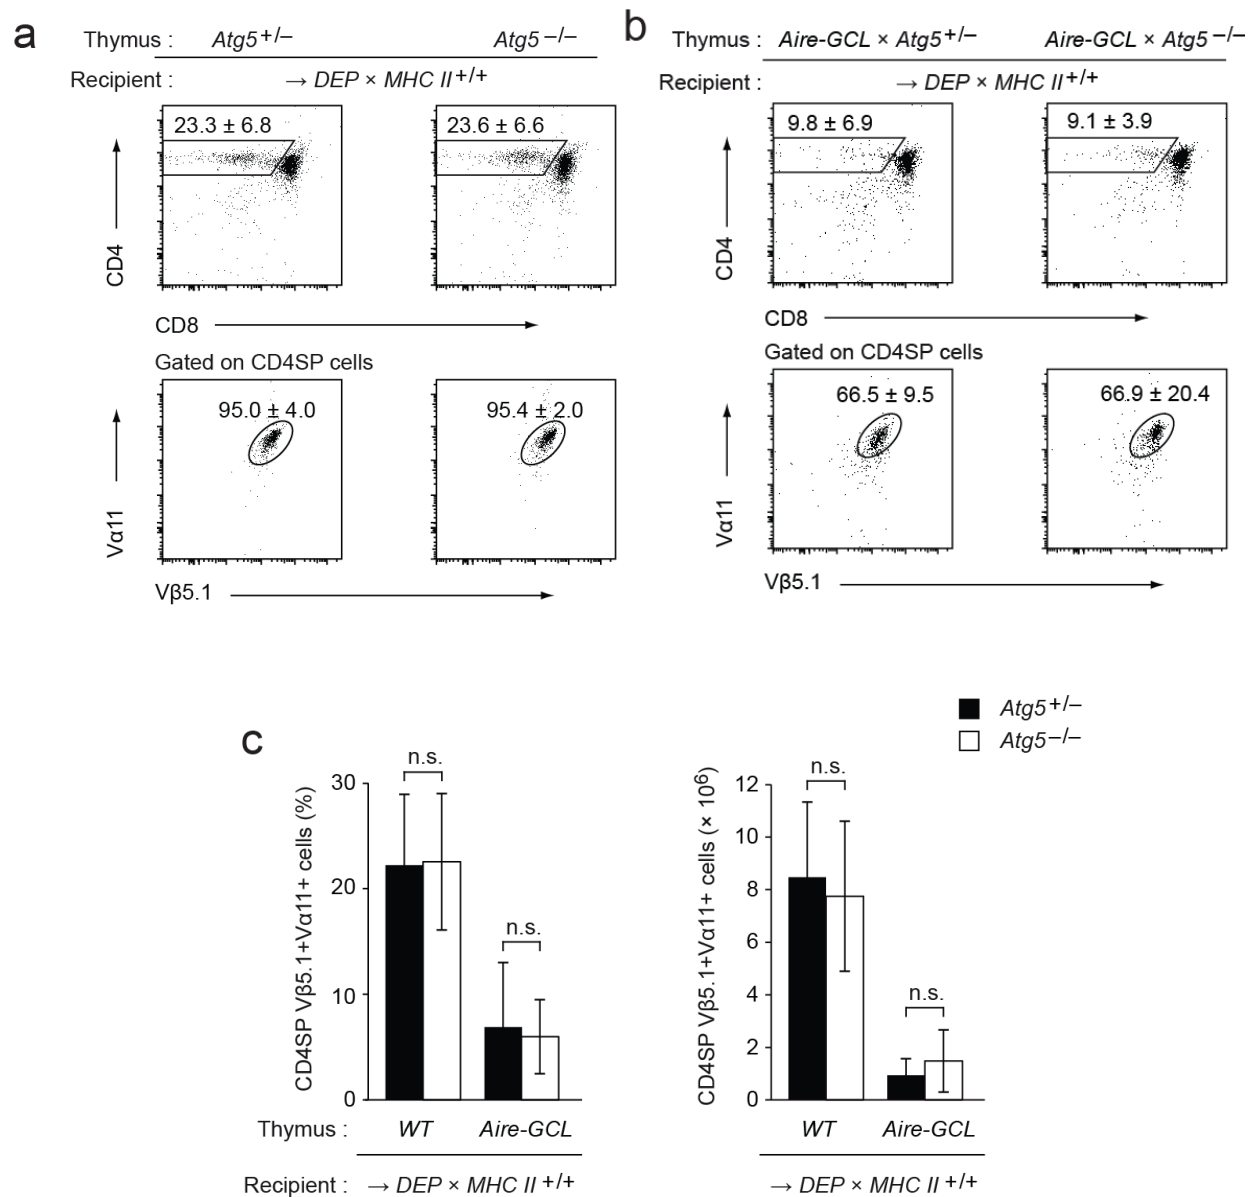 a
Thymus : Atg5+/– Atg5 –/–
Recipient : → DEP × MHC II+/+
23.3 ± 6.8 23.6 ± 6.6
CD4
CD8
Gated on CD4SP cells
95.0 ± 4.0 95.4 ± 2.0
Vα11
Vβ5.1
b
Thymus : Aire-GCL × Atg5+/– Aire-GCL × Atg5–/–
Recipient : → DEP × MHC II+/+
9.8 ± 6.9 9.1 ± 3.9
CD4
CD8
Gated on CD4SP cells
66.5 ± 9.5 66.9 ± 20.4
Vα11
Vβ5.1
c
Atg5+/–
Atg5–/–
CD4SP Vβ5.1+Vα11+ cells (%)
30
20
10
0
n.s.
n.s.
Thymus : WT Aire-GCL
Recipient : → DEP × MHC II+/+
CD4SP Vβ5.1+Vα11+ cells (× 10⁶)
12
10
8
6
4
2
0
n.s.
n.s.
WT Aire-GCL
→ DEP × MHC II+/+